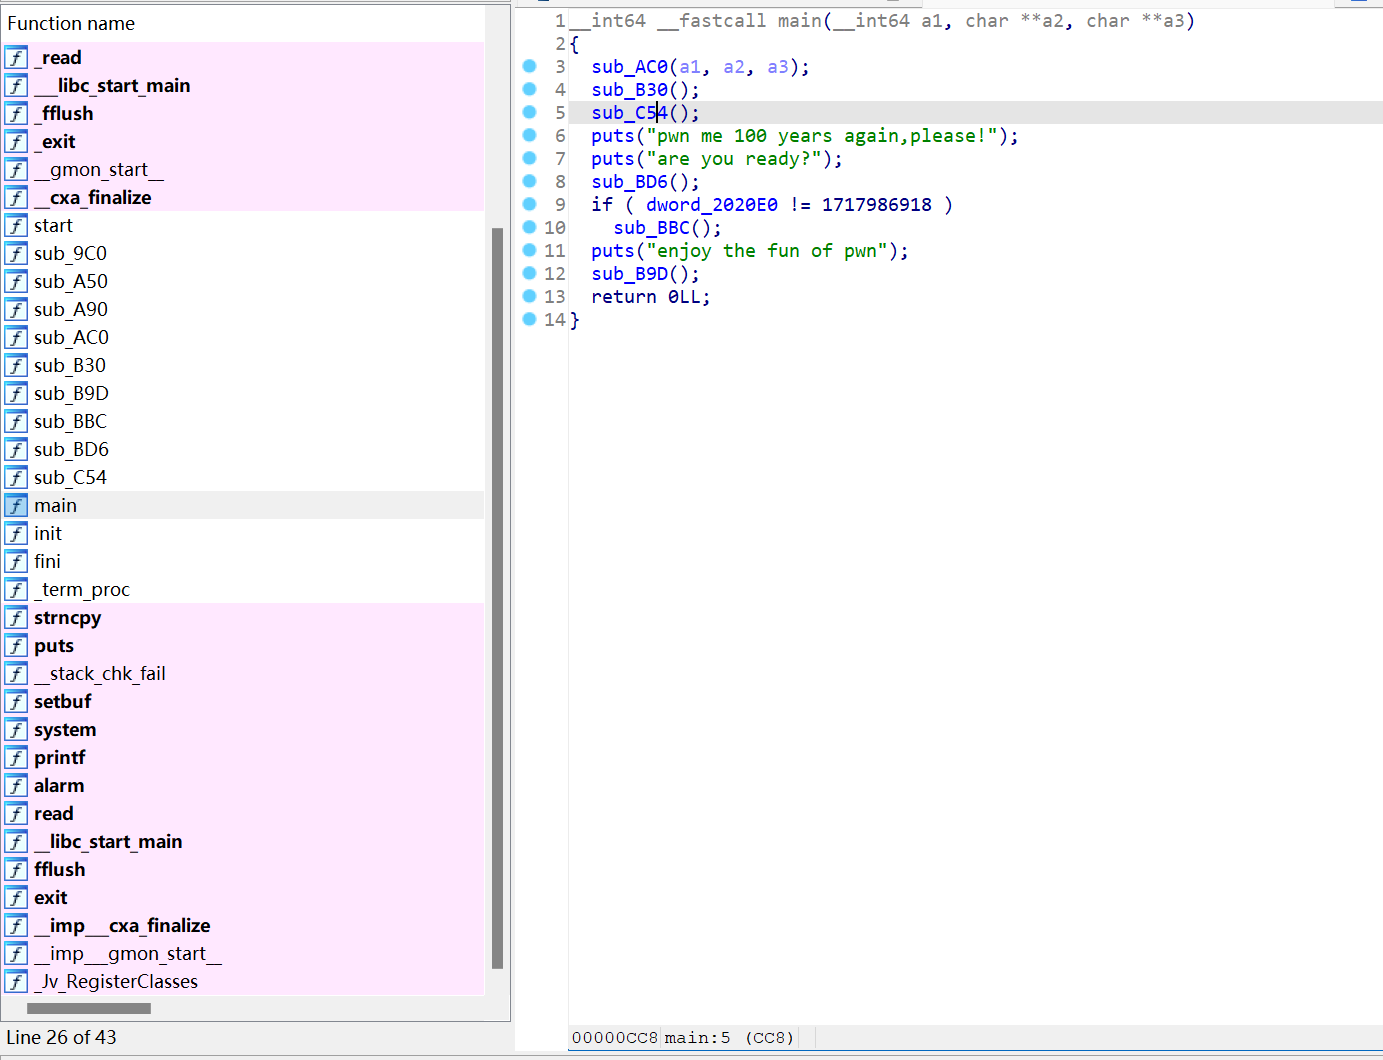 Function name
_read
__libc_start_main
_fflush
_exit
__gmon_start__
__cxa_finalize
start
sub_9C0
sub_A50
sub_A90
sub_AC0
sub_B30
sub_B9D
sub_BBC
sub_BD6
sub_C54
main
init
fini
_term_proc
strncpy
puts
__stack_chk_fail
setbuf
system
printf
alarm
read
__libc_start_main
fflush
exit
__imp___cxa_finalize
__imp___gmon_start__
_Jv_RegisterClasses
Line 26 of 43
1 __int64 __fastcall main(__int64 a1, char **a2, char **a3)
2 {
3 sub_AC0(a1, a2, a3);
4 sub_B30();
5 sub_C54();
6 puts("pwn me 100 years again,please!");
7 puts("are you ready?");
8 sub_BD6();
9 if ( dword_2020E0 != 1717986918 )
10 sub_BBC();
11 puts("enjoy the fun of pwn");
12 sub_B9D();
13 return 0LL;
14 }
00000CC8 main:5 (CC8)